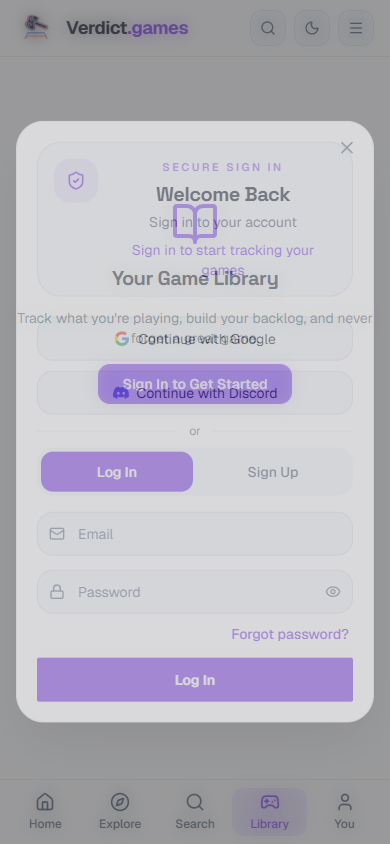 Verdict.games
SECURE SIGN IN
Welcome Back
Sign in to your account
Sign in to start tracking your
games
Your Game Library
Track what you're playing, build your backlog, and never
forget a great game.
Continue with Google
Sign In to Get Started
Continue with Discord
or
Log In
Sign Up
Email
Password
Forgot password?
Log In
Home
Explore
Search
Library
You